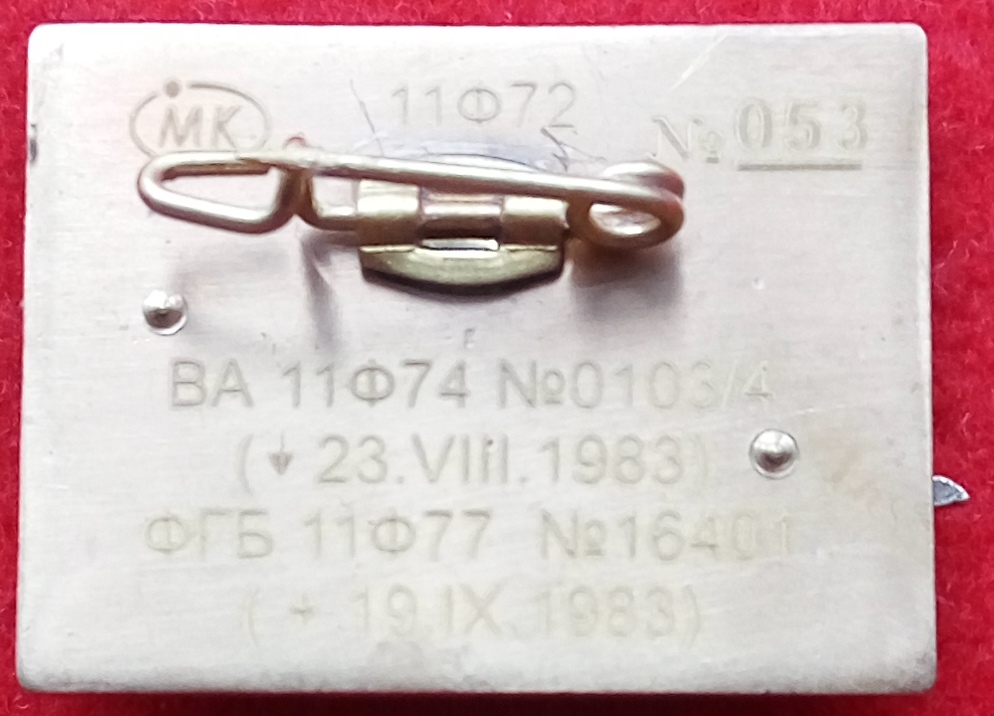 МК 11Ф72 №053
ВА 11Ф74 №0103/4
(↓ 23.VIII.1983)
ФГБ 11Ф77 №16401
( + 19.IX.1983)